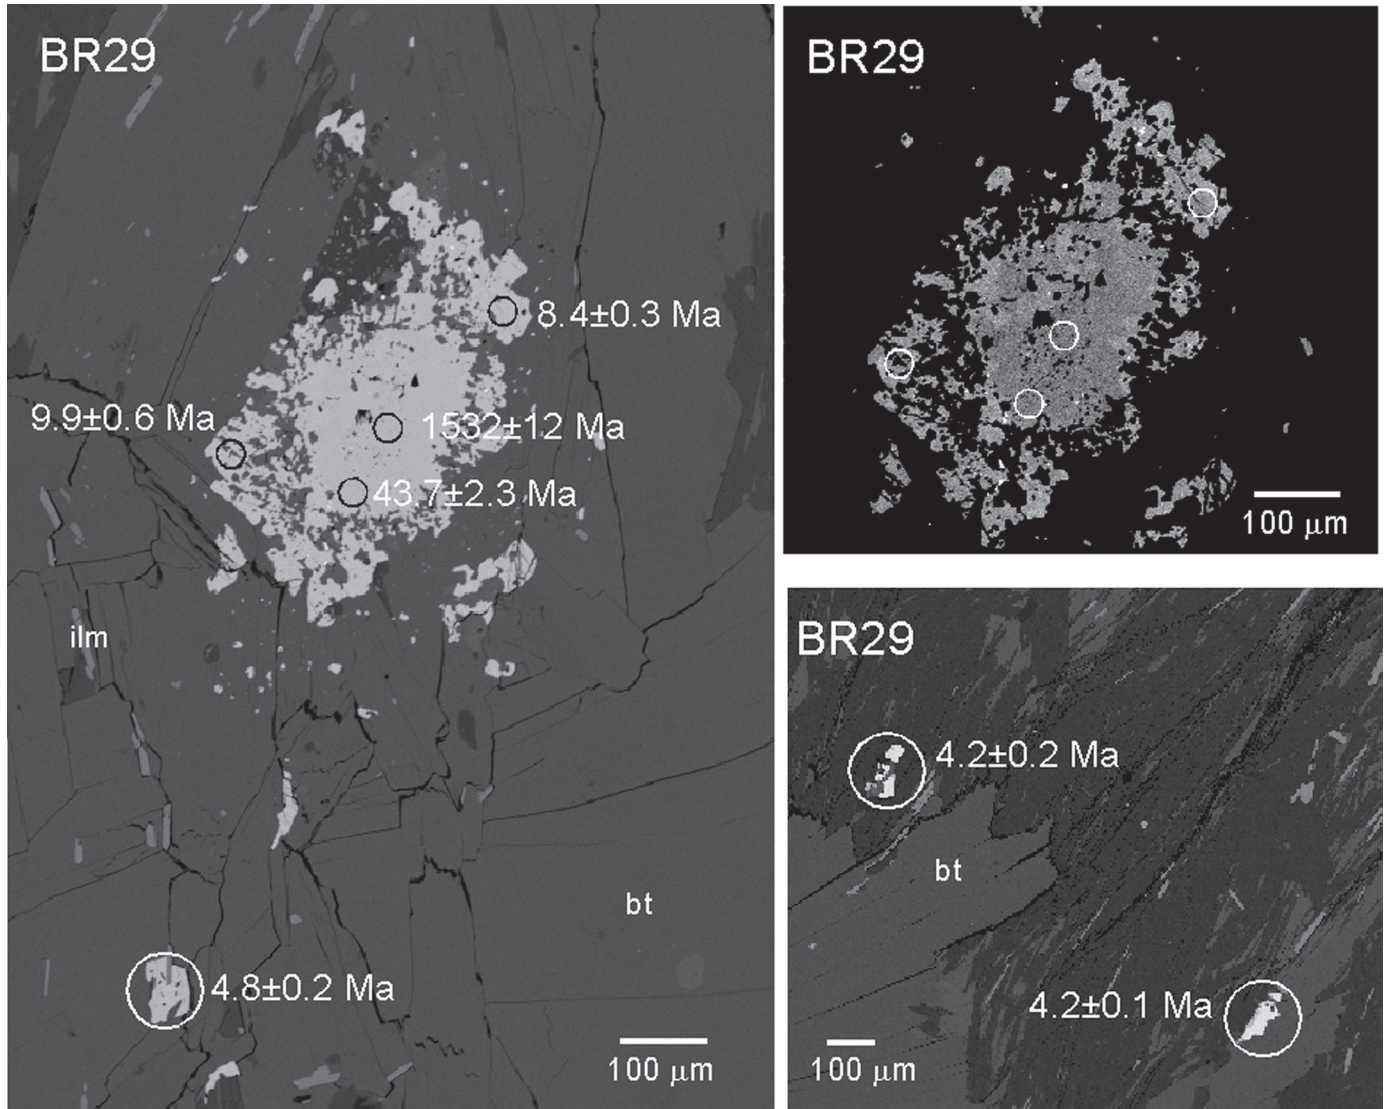 BR29
8.4±0.3 Ma
9.9±0.6 Ma
1532±12 Ma
43.7±2.3 Ma
ilm
bt
4.8±0.2 Ma
100 μm
BR29
100 μm
BR29
4.2±0.2 Ma
bt
4.2±0.1 Ma
100 μm